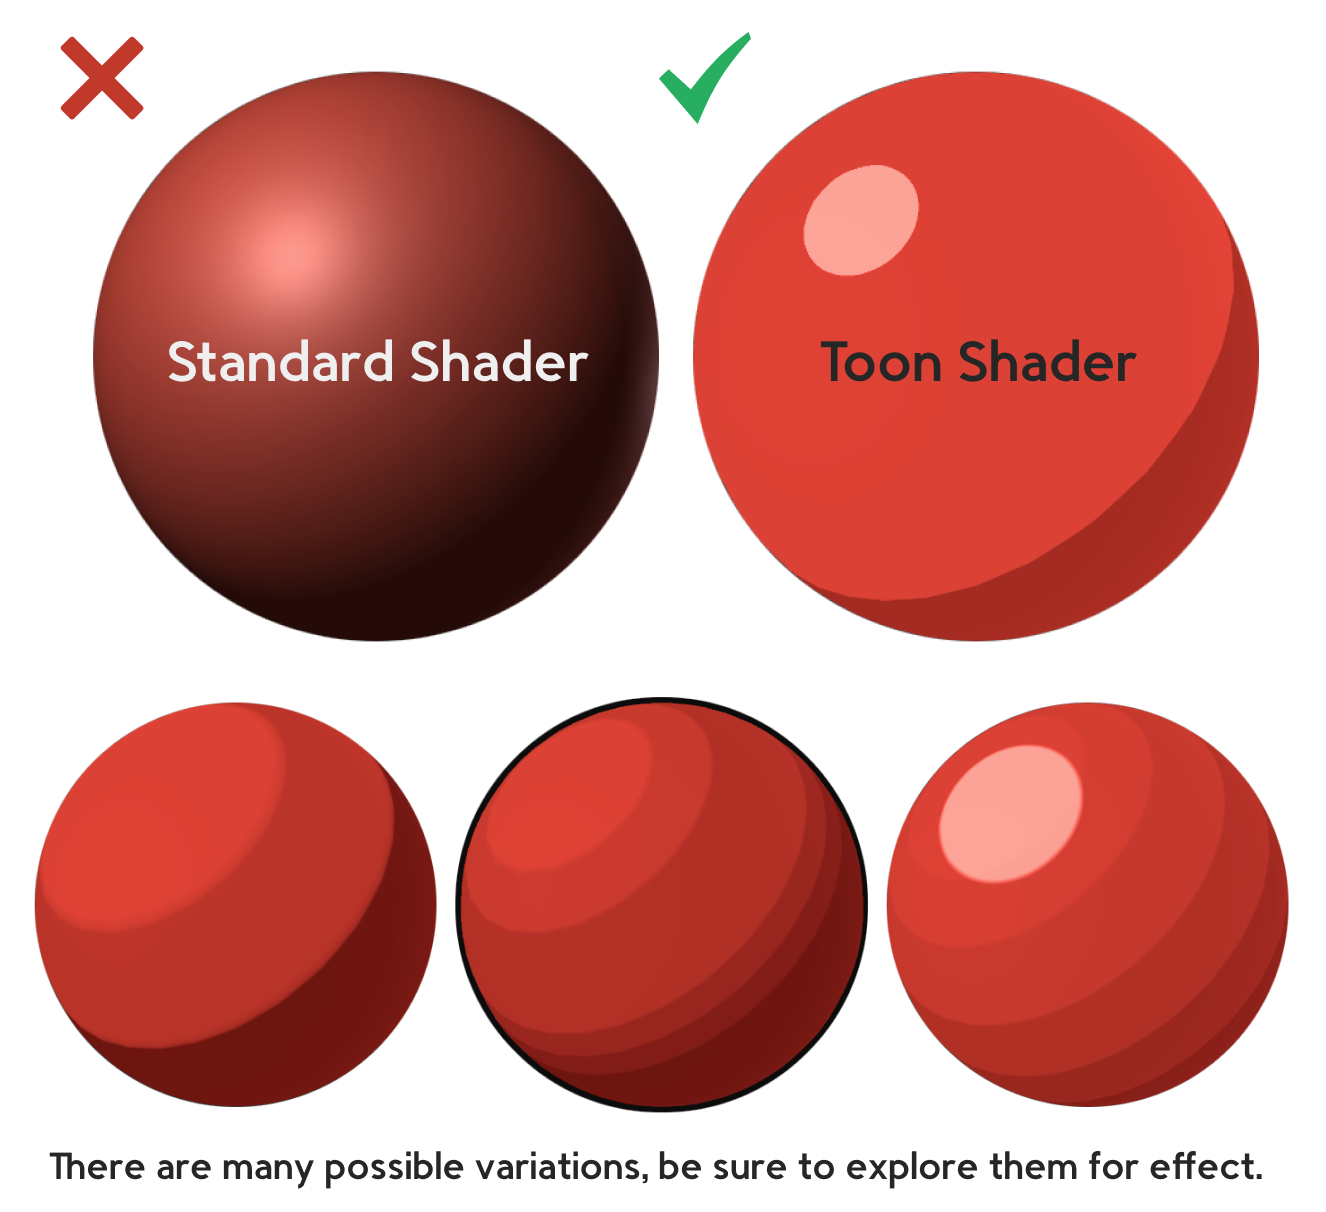 Standard Shader
Toon Shader
There are many possible variations, be sure to explore them for effect.